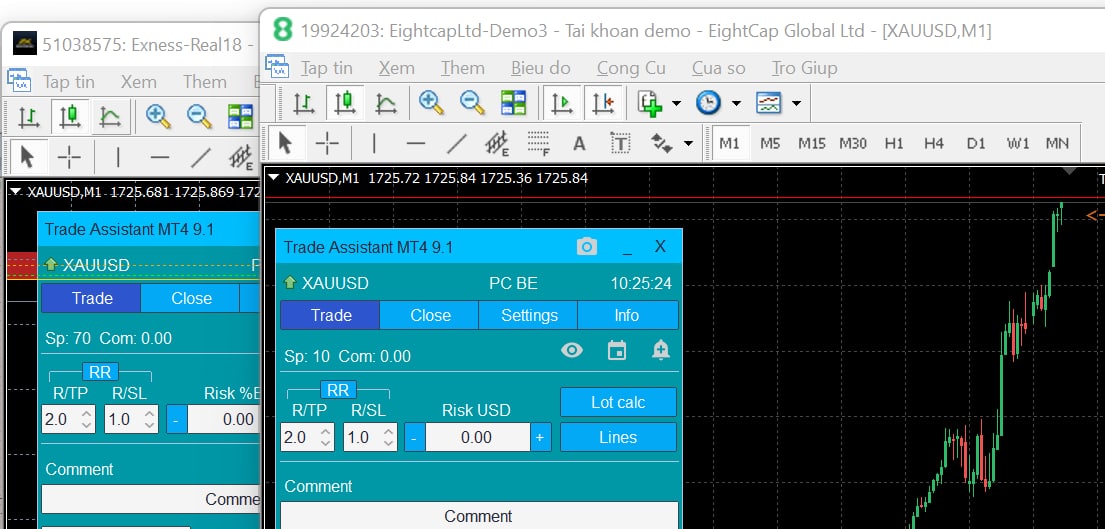 19924203: EightcapLtd-Demo3 - Tai khoan demo - EightCap Global Ltd - [XAUUSD,M1]
51038575: Exness-Real18 -
Tap tin Xem Them
Tap tin Xem Them Bieu do Cong Cu Cua so Tro Giup
E F A T M1 M5 M15 M30 H1 H4 D1 W1 MN
E
XAUUSD,M1 1725.72 1725.84 1725.36 1725.84
XAUUSD,M1 1725.681 1725.869 172
Trade Assistant MT4 9.1
XAUUSD
Trade Close
Sp: 70 Com: 0.00
RR
R/TP R/SL Risk %
2.0 1.0 - 0.00
Comment
Comme
Trade Assistant MT4 9.1 _ X
XAUUSD PC BE 10:25:24
Trade Close Settings Info
Sp: 10 Com: 0.00
RR
R/TP R/SL Risk USD Lot calc
2.0 1.0 - 0.00 + Lines
Comment
Comment